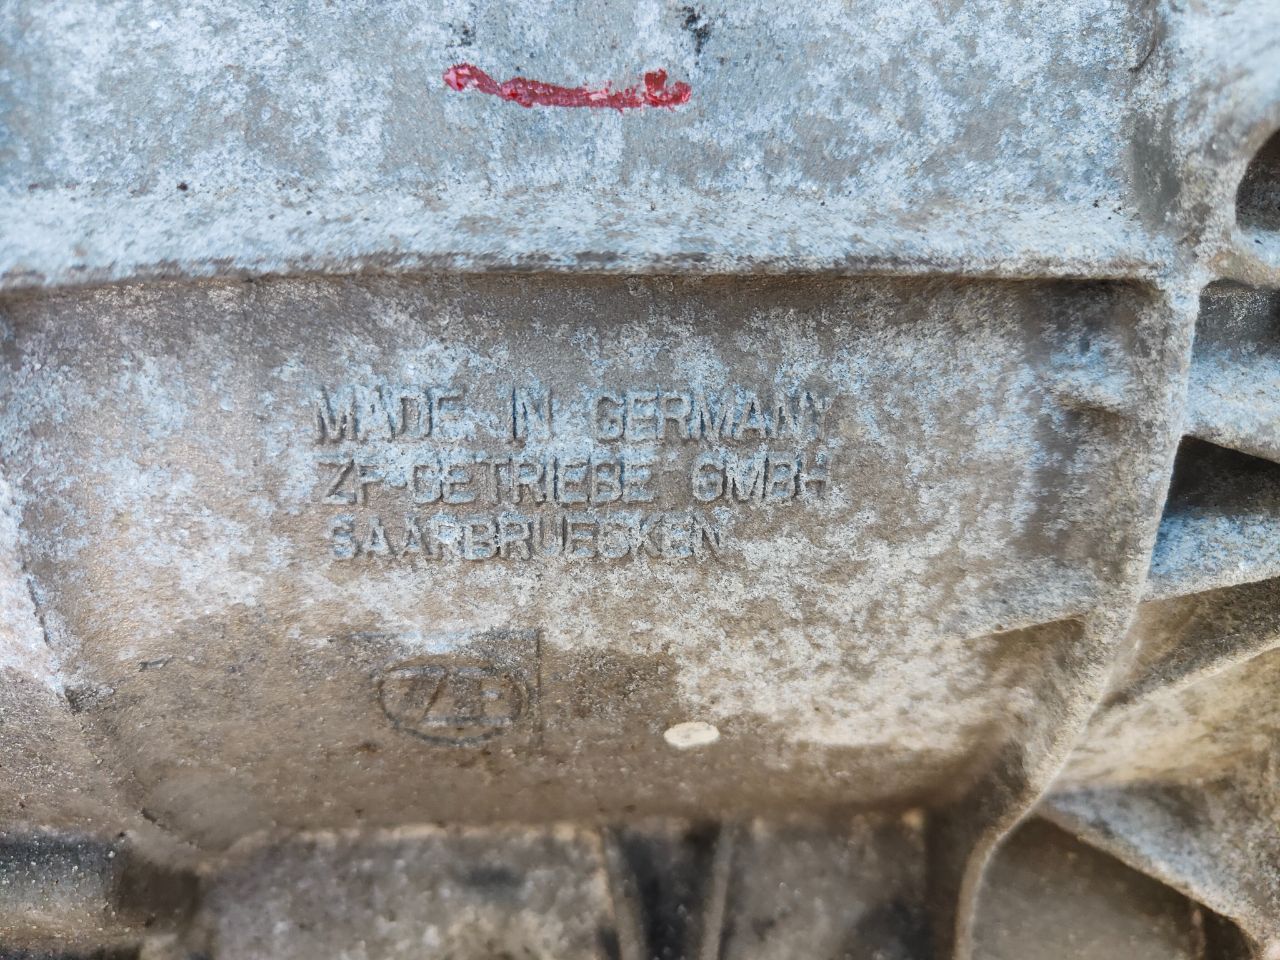 MADE IN GERMANY
ZF-GETRIEBE GMBH
SAARBRUECKEN
ZF